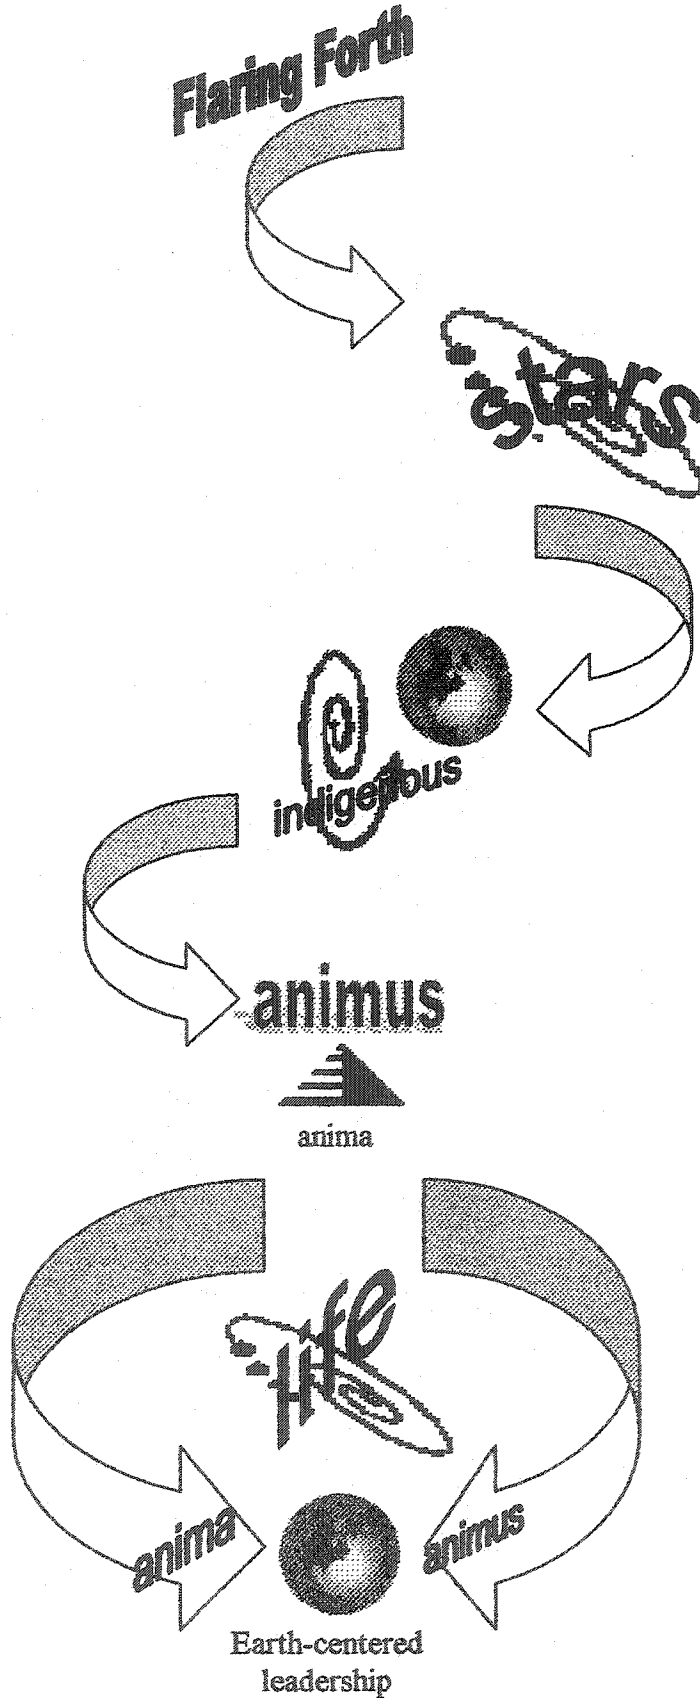 Flaring Forth
stars
indigenous
animus
anima
Life
anima
animus
Earth-centered
leadership